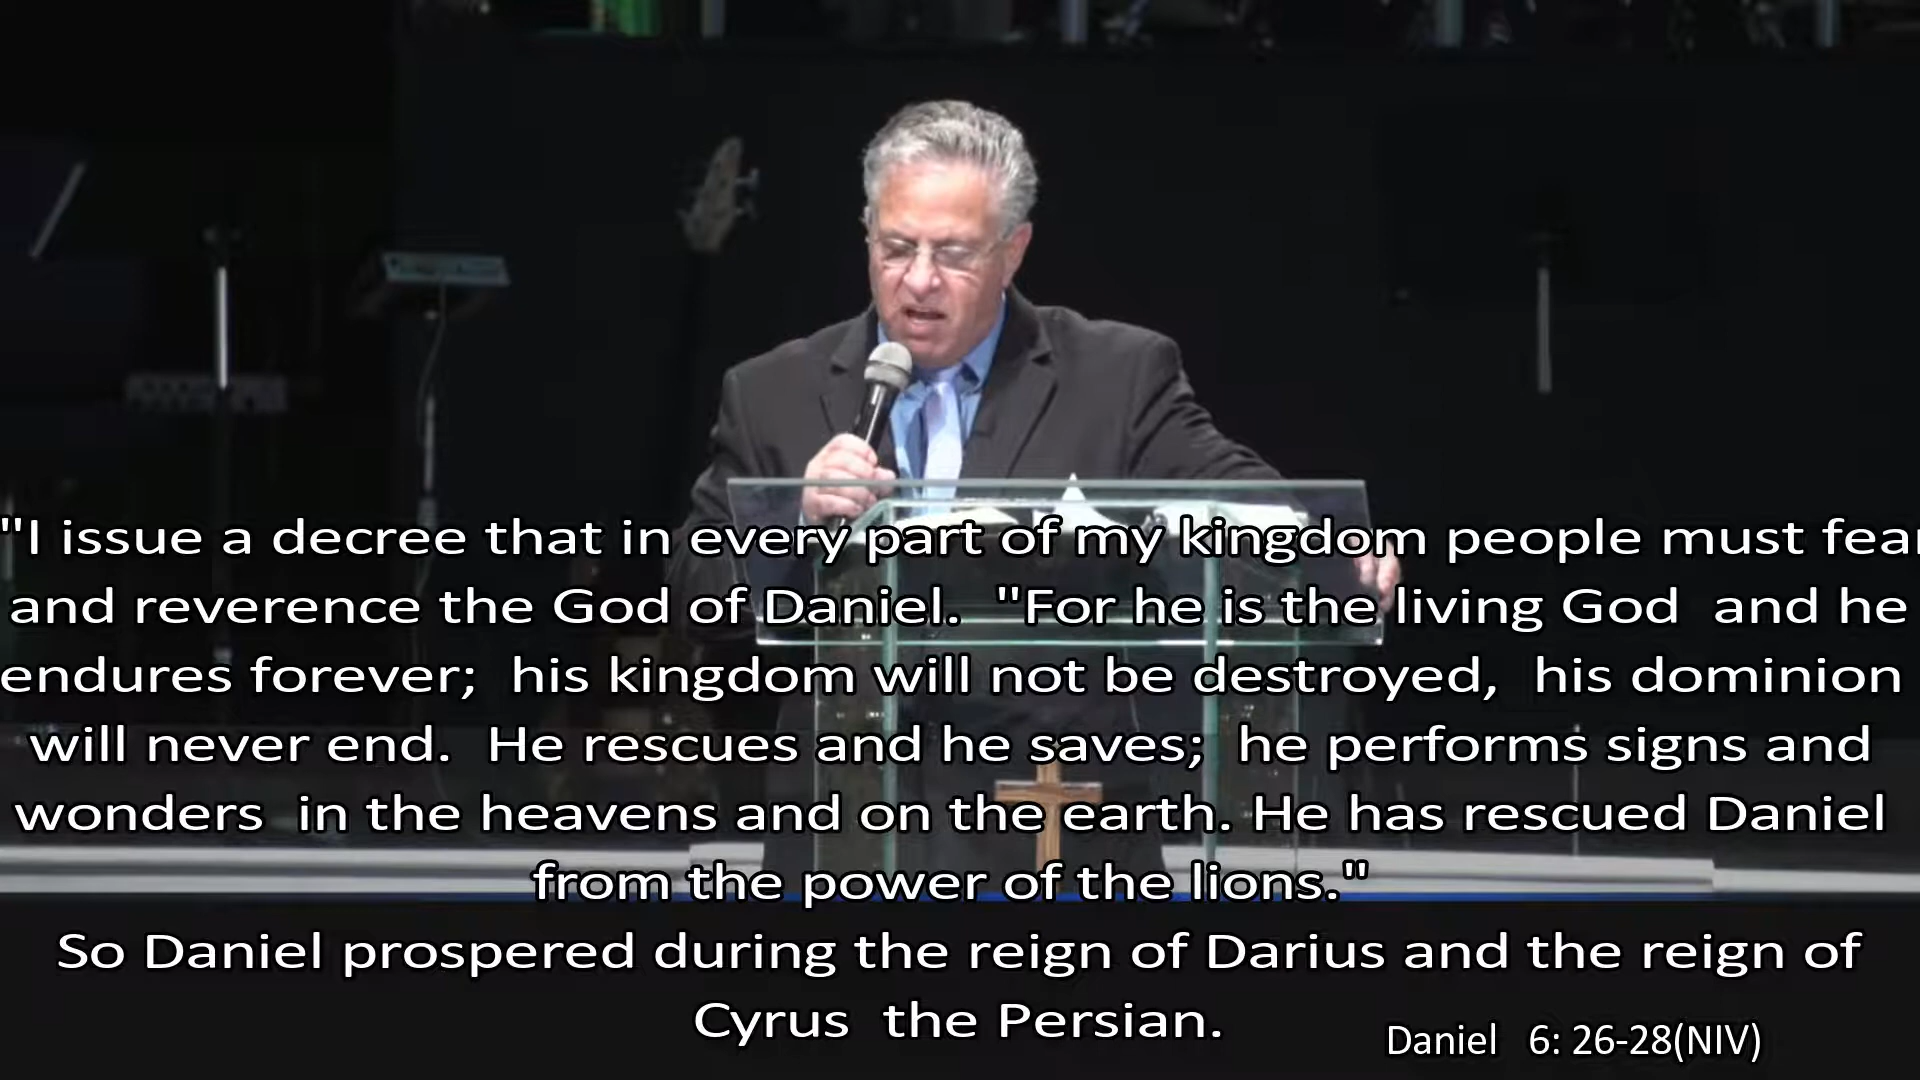 "I issue a decree that in every part of my kingdom people must fear
and reverence the God of Daniel.  "For he is the living God  and he
endures forever;  his kingdom will not be destroyed,  his dominion
will never end.  He rescues and he saves;  he performs signs and
wonders  in the heavens and on the earth. He has rescued Daniel
from the power of the lions."
So Daniel prospered during the reign of Darius and the reign of
Cyrus  the Persian.
Daniel   6: 26-28(NIV)